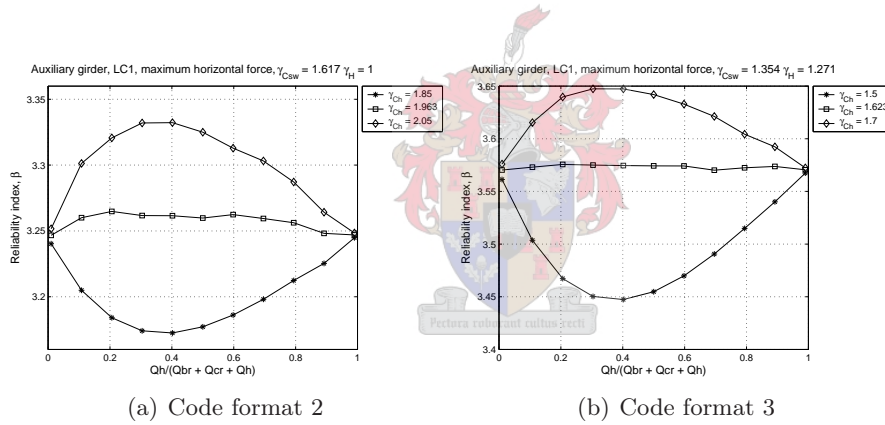 Auxiliary girder, LC1, maximum horizontal force, γCsw = 1.617 γH = 1
3.35
3.3
3.25
3.2
Reliability index, β
0
0.2
0.4
0.6
0.8
1
Qh/(Qbr + Qcr + Qh)
γCh = 1.85
γCh = 1.963
γCh = 2.05
(a) Code format 2
Auxiliary girder, LC1, maximum horizontal force, γCsw = 1.354 γH = 1.271
3.65
3.6
3.55
3.5
3.45
3.4
Reliability index, β
0
0.2
0.4
0.6
0.8
1
Qh/(Qbr + Qcr + Qh)
γCh = 1.5
γCh = 1.623
γCh = 1.7
Pectora roborant cultus recti
(b) Code format 3